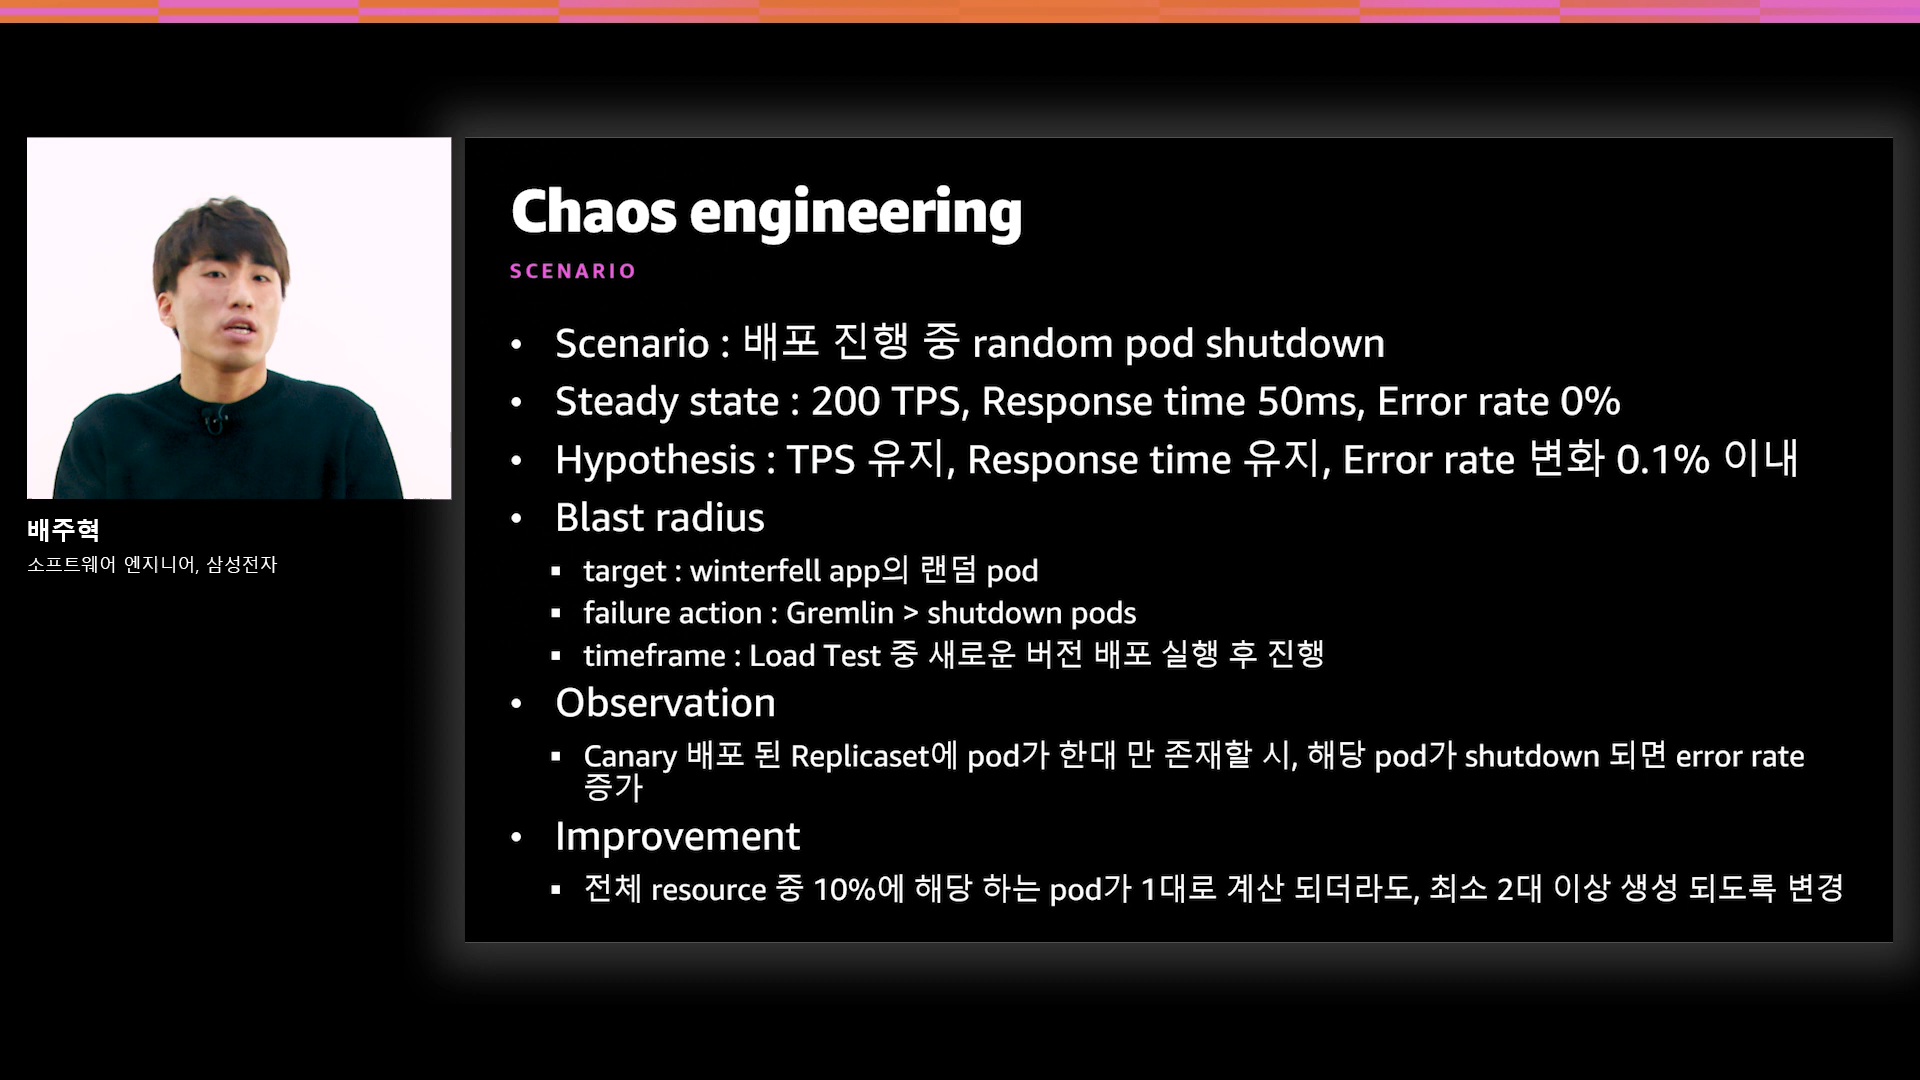 Chaos engineering
SCENARIO
• Scenario : 배포 진행 중 random pod shutdown
• Steady state : 200 TPS, Response time 50ms, Error rate 0%
• Hypothesis : TPS 유지, Response time 유지, Error rate 변화 0.1% 이내
• Blast radius
▪ target : winterfell app의 랜덤 pod
▪ failure action : Gremlin > shutdown pods
▪ timeframe : Load Test 중 새로운 버전 배포 실행 후 진행
• Observation
▪ Canary 배포 된 Replicaset에 pod가 한대 만 존재할 시, 해당 pod가 shutdown 되면 error rate
증가
• Improvement
▪ 전체 resource 중 10%에 해당 하는 pod가 1대로 계산 되더라도, 최소 2대 이상 생성 되도록 변경
배주혁
소프트웨어 엔지니어, 삼성전자